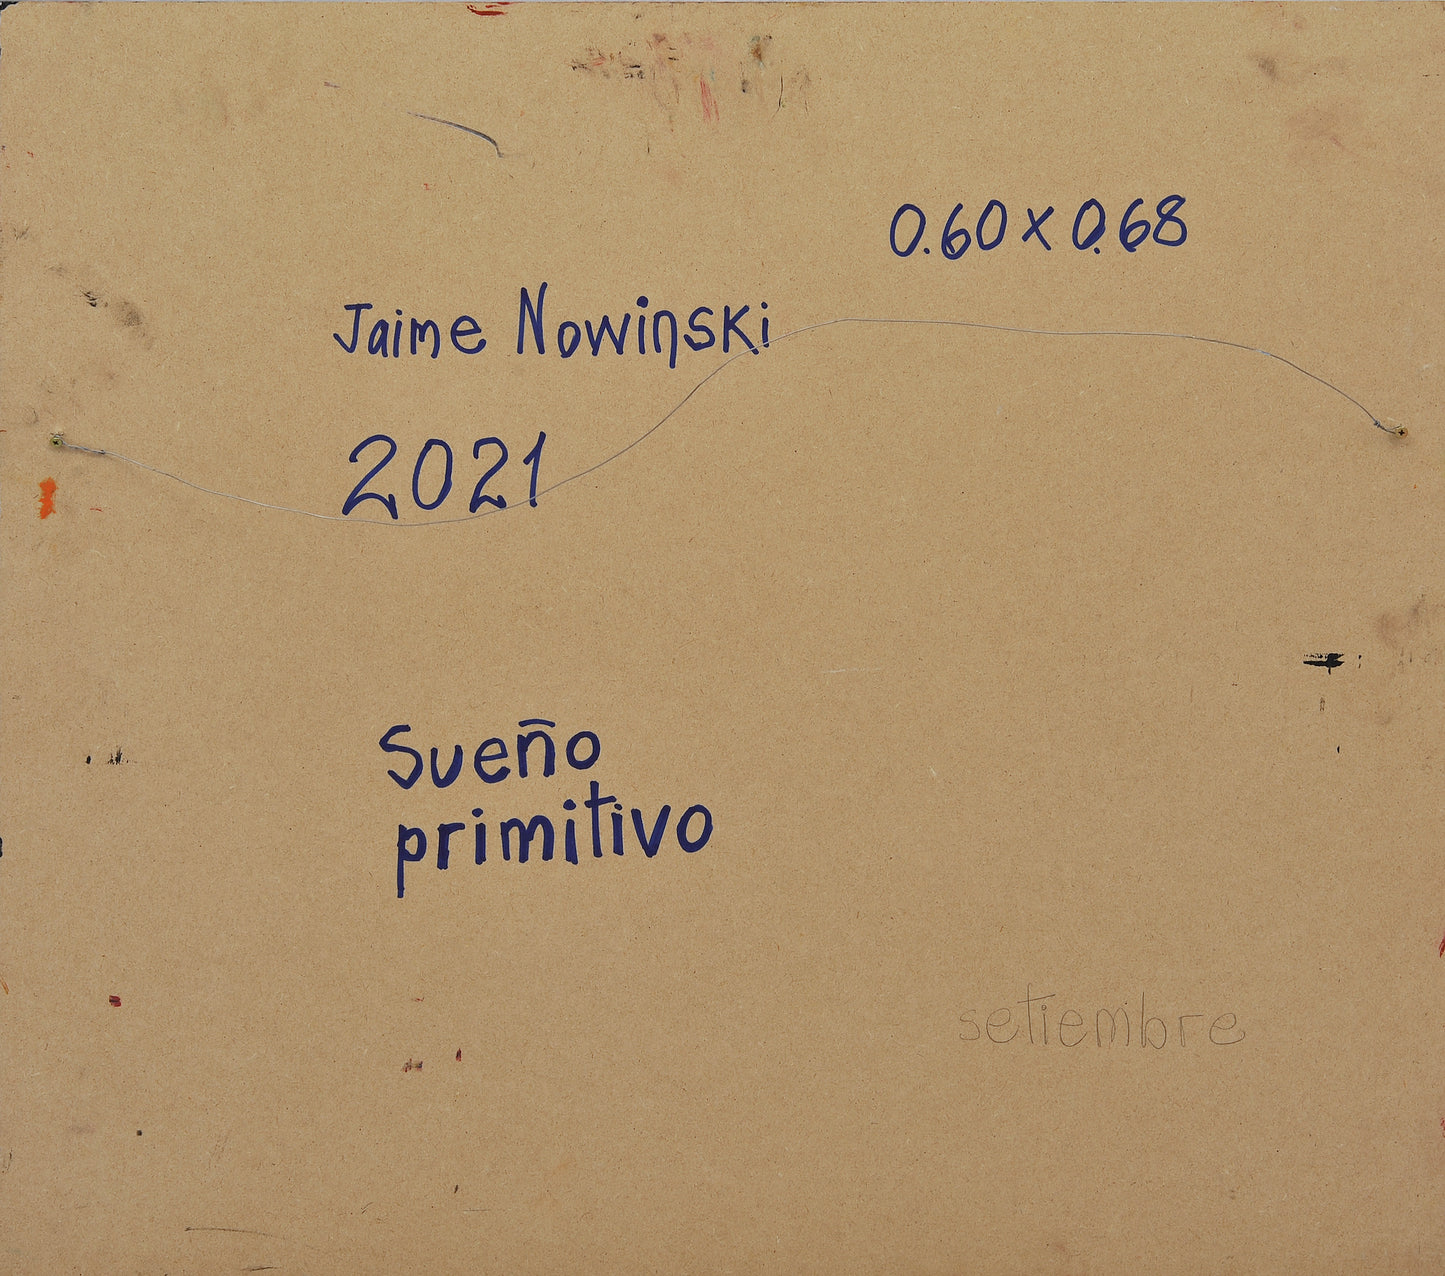 0.60 x 0.68
Jaime Nowinski
2021
Sueño
primitivo
setiembre